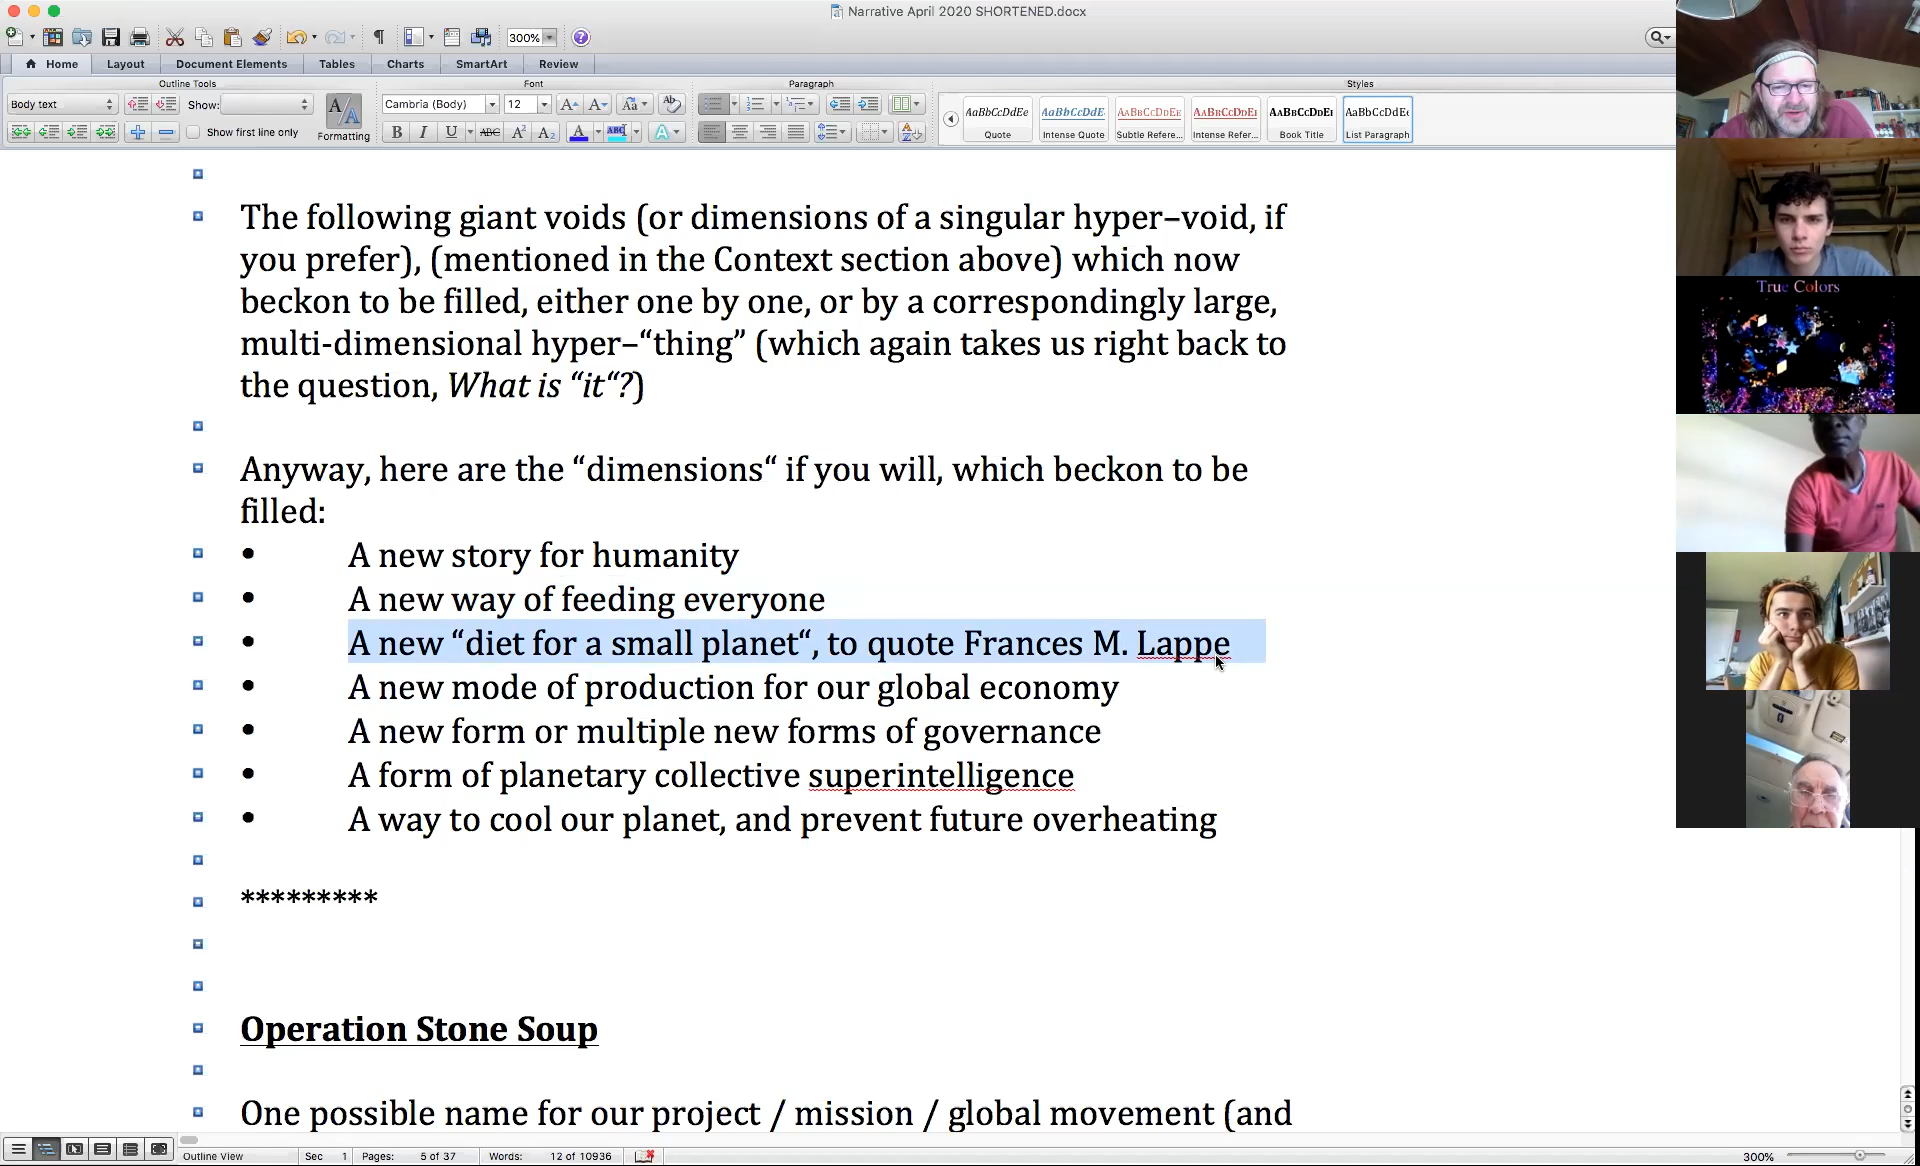 Narrative April 2020 SHORTENED.docx
300%
Home Layout Document Elements Tables Charts SmartArt Review
Outline Tools Font Paragraph Styles
Body text Show: Cambria (Body) 12
Show first line only Formatting
AaBbCcDdEe AaBbCcDdE AaBbCcDdEe AaBbCcDdEe AaBbCcDdEe AaBbCcDdEe
Quote Intense Quote Subtle Refere... Intense Refer... Book Title List Paragraph
The following giant voids (or dimensions of a singular hyper–void, if
you prefer), (mentioned in the Context section above) which now
beckon to be filled, either one by one, or by a correspondingly large,
multi-dimensional hyper–“thing” (which again takes us right back to
the question, What is “it“?)
Anyway, here are the “dimensions“ if you will, which beckon to be
filled:
• A new story for humanity
• A new way of feeding everyone
• A new “diet for a small planet“, to quote Frances M. Lappe
• A new mode of production for our global economy
• A new form or multiple new forms of governance
• A form of planetary collective superintelligence
• A way to cool our planet, and prevent future overheating
*********
Operation Stone Soup
One possible name for our project / mission / global movement (and
Outline View Sec 1 Pages: 5 of 37 Words: 12 of 10936 300%
True Colors